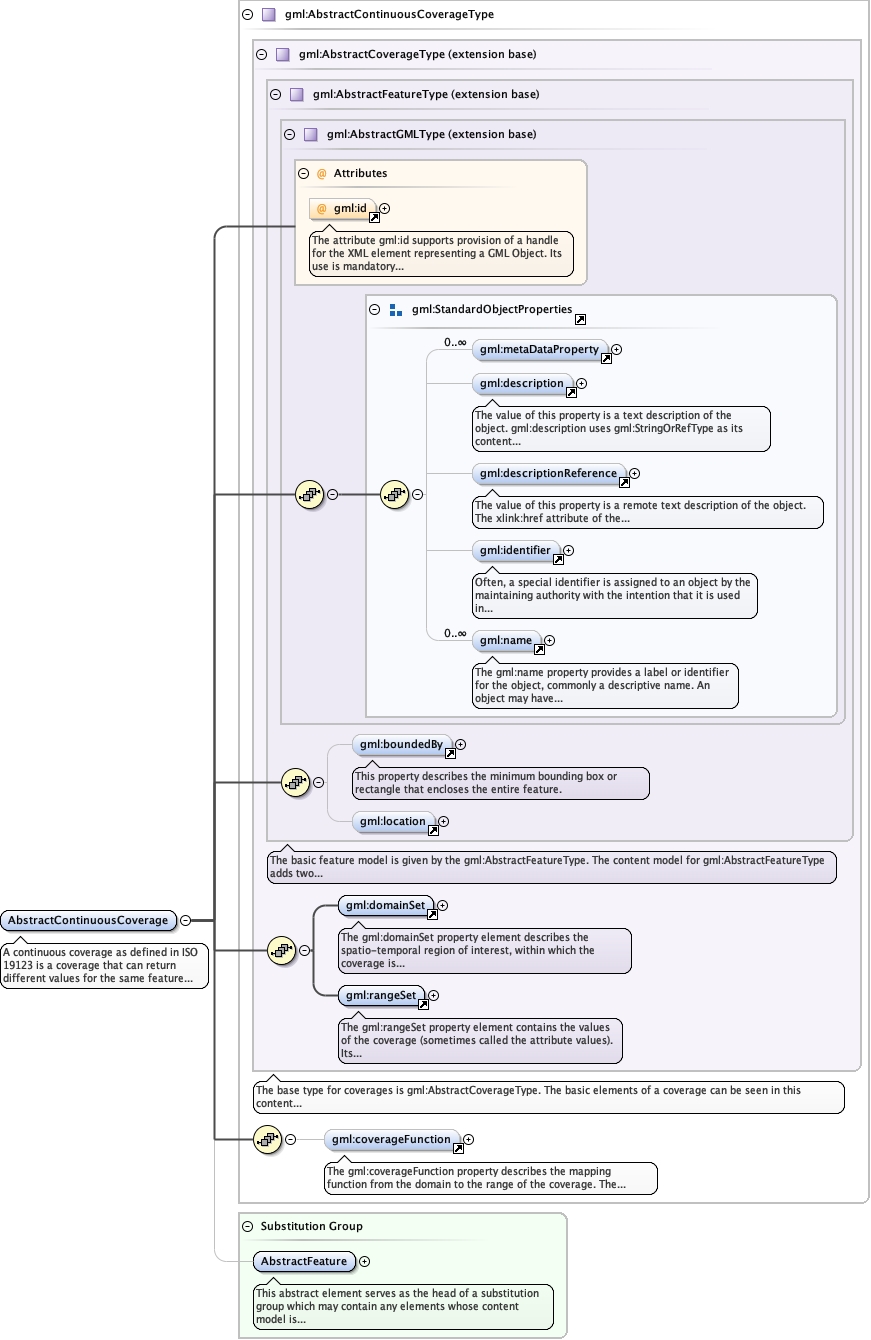 gml:AbstractContinuousCoverageType
gml:AbstractCoverageType (extension base)
gml:AbstractFeatureType (extension base)
gml:AbstractGMLType (extension base)
@ Attributes
@ gml:id
The attribute gml:id supports provision of a handle
for the XML element representing a GML Object. Its
use is mandatory...
gml:StandardObjectProperties
0..∞
gml:metaDataProperty
gml:description
The value of this property is a text description of the
object. gml:description uses gml:StringOrRefType as its
content...
gml:descriptionReference
The value of this property is a remote text description of the object.
The xlink:href attribute of the...
gml:identifier
Often, a special identifier is assigned to an object by the
maintaining authority with the intention that it is used
in...
0..∞
gml:name
The gml:name property provides a label or identifier
for the object, commonly a descriptive name. An
object may have...
gml:boundedBy
This property describes the minimum bounding box or
rectangle that encloses the entire feature.
gml:location
The basic feature model is given by the gml:AbstractFeatureType. The content model for gml:AbstractFeatureType
adds two...
gml:domainSet
AbstractContinuousCoverage
The gml:domainSet property element describes the
spatio-temporal region of interest, within which the
coverage is...
A continuous coverage as defined in ISO
19123 is a coverage that can return
different values for the same feature...
gml:rangeSet
The gml:rangeSet property element contains the values
of the coverage (sometimes called the attribute values).
Its...
The base type for coverages is gml:AbstractCoverageType. The basic elements of a coverage can be seen in this
content...
gml:coverageFunction
The gml:coverageFunction property describes the mapping
function from the domain to the range of the coverage. The...
Substitution Group
AbstractFeature
This abstract element serves as the head of a substitution
group which may contain any elements whose content
model is...